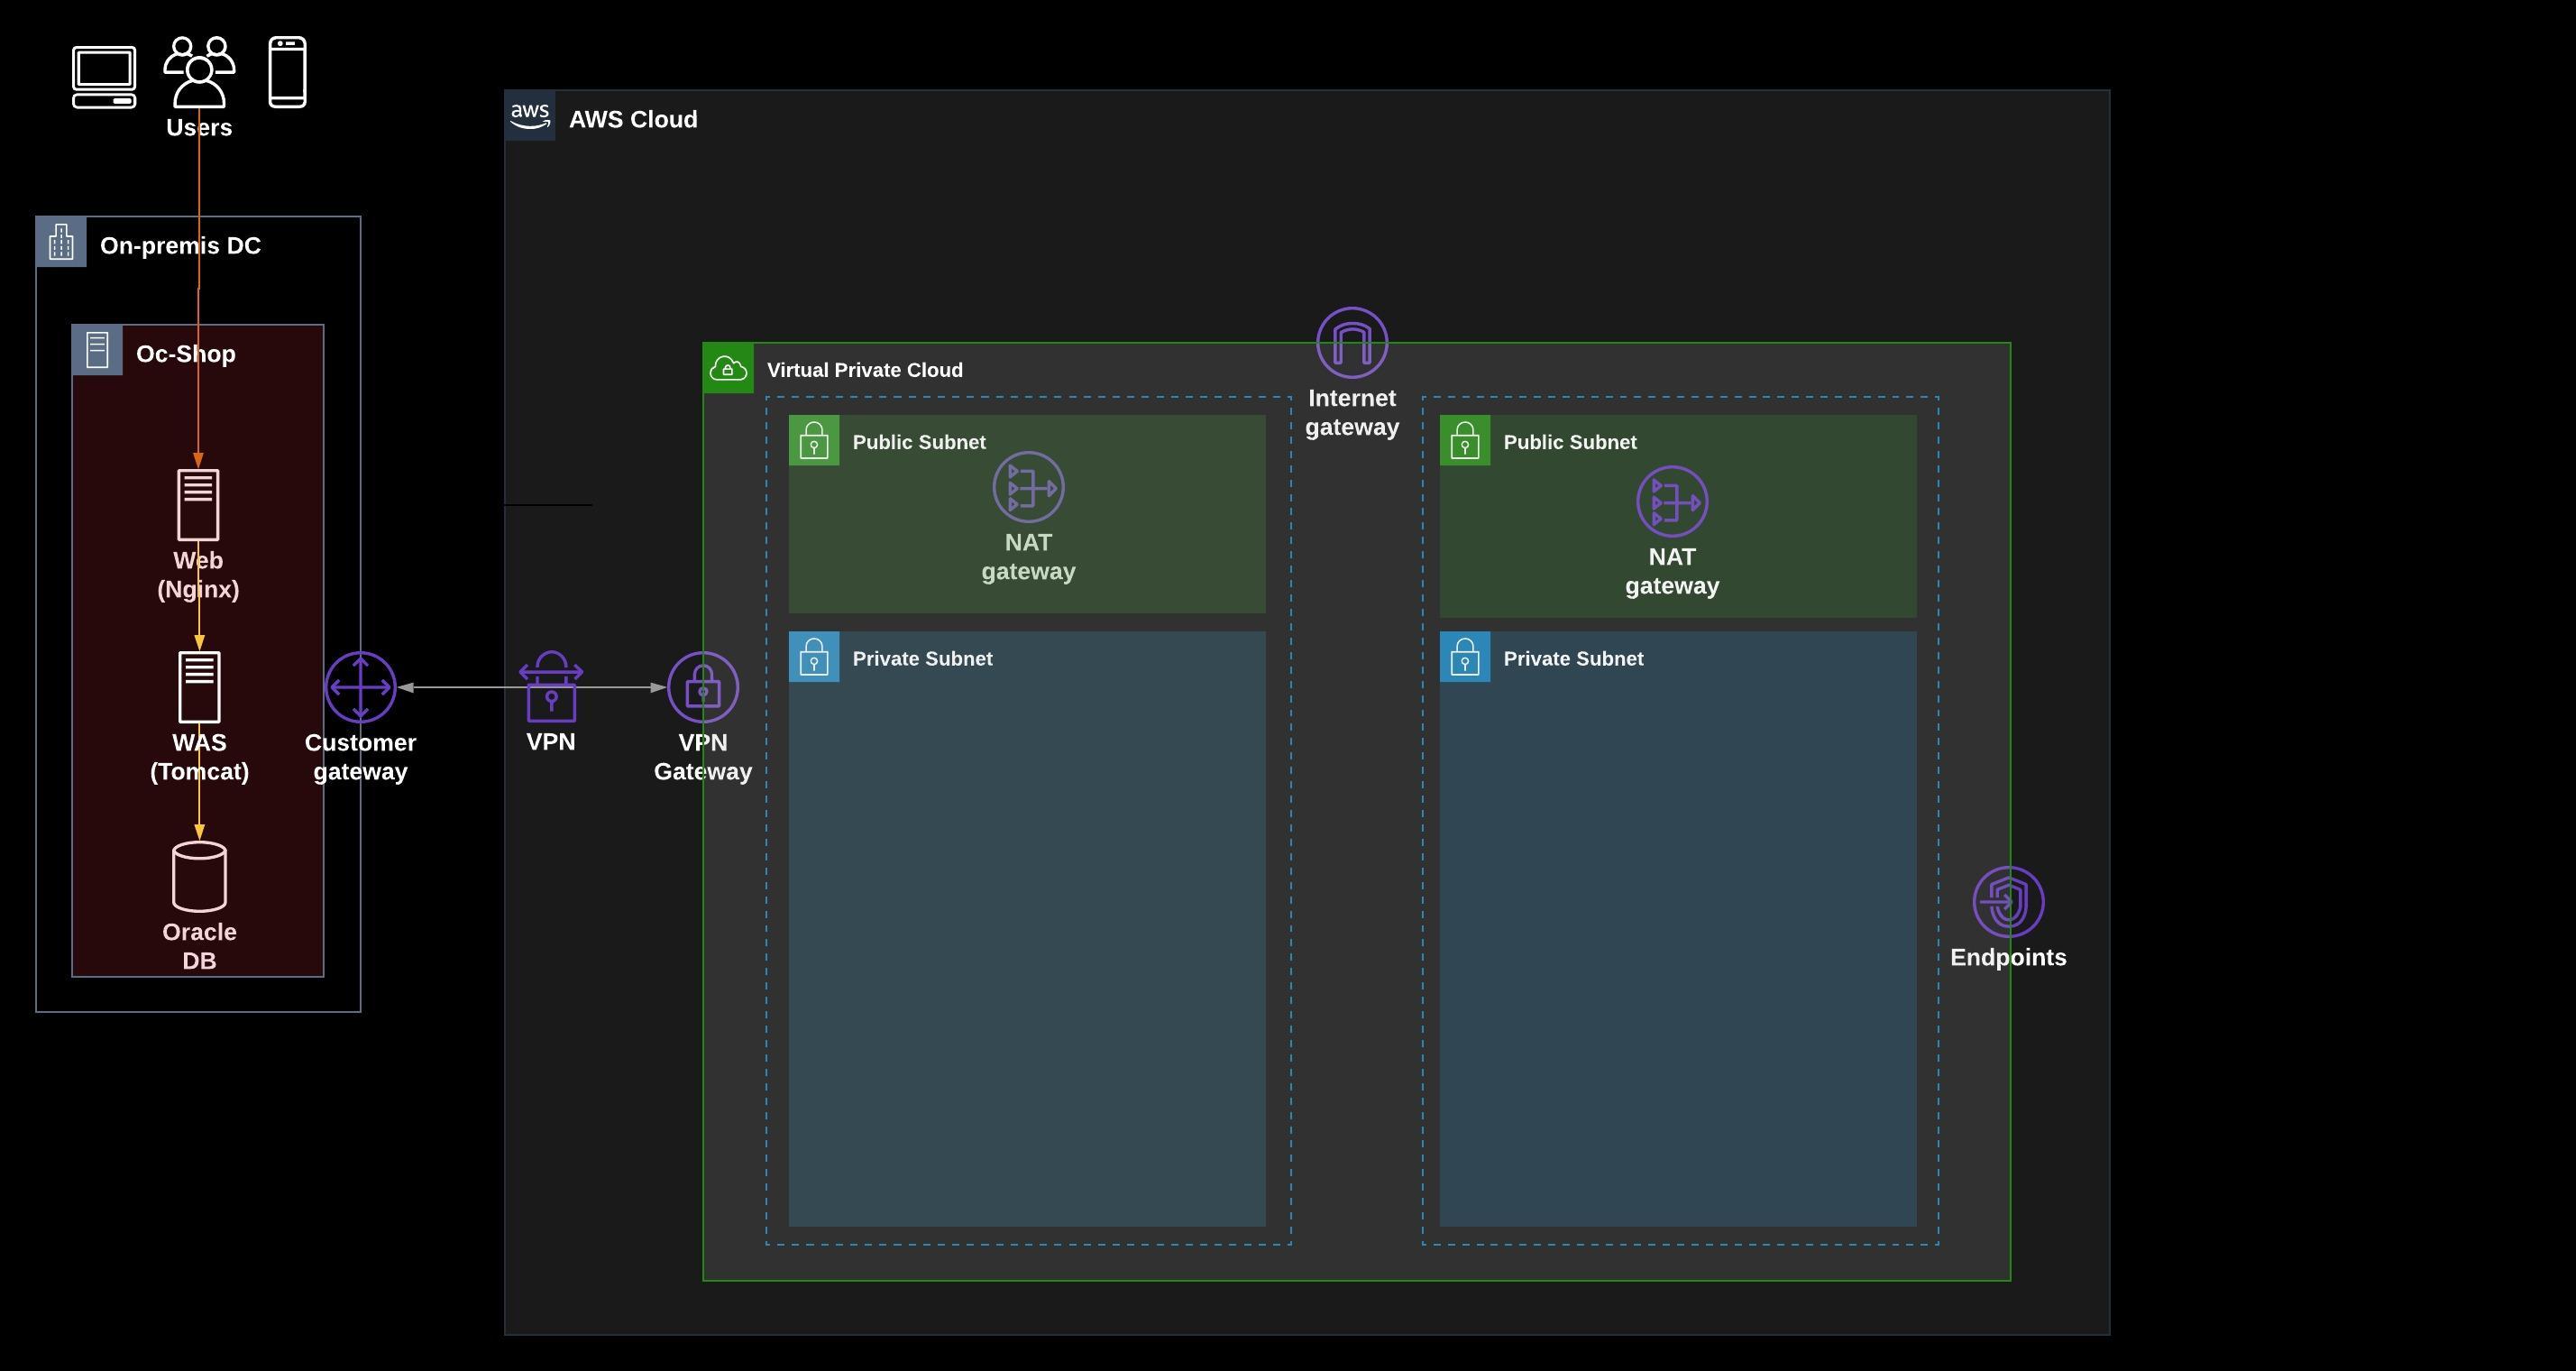 Users
aws
AWS Cloud
On-premis DC
Oc-Shop
Web
(Nginx)
WAS
(Tomcat)
Oracle
DB
Customer
gateway
VPN
VPN
Gateway
Virtual Private Cloud
Internet
gateway
Public Subnet
NAT
gateway
Private Subnet
Public Subnet
NAT
gateway
Private Subnet
Endpoints